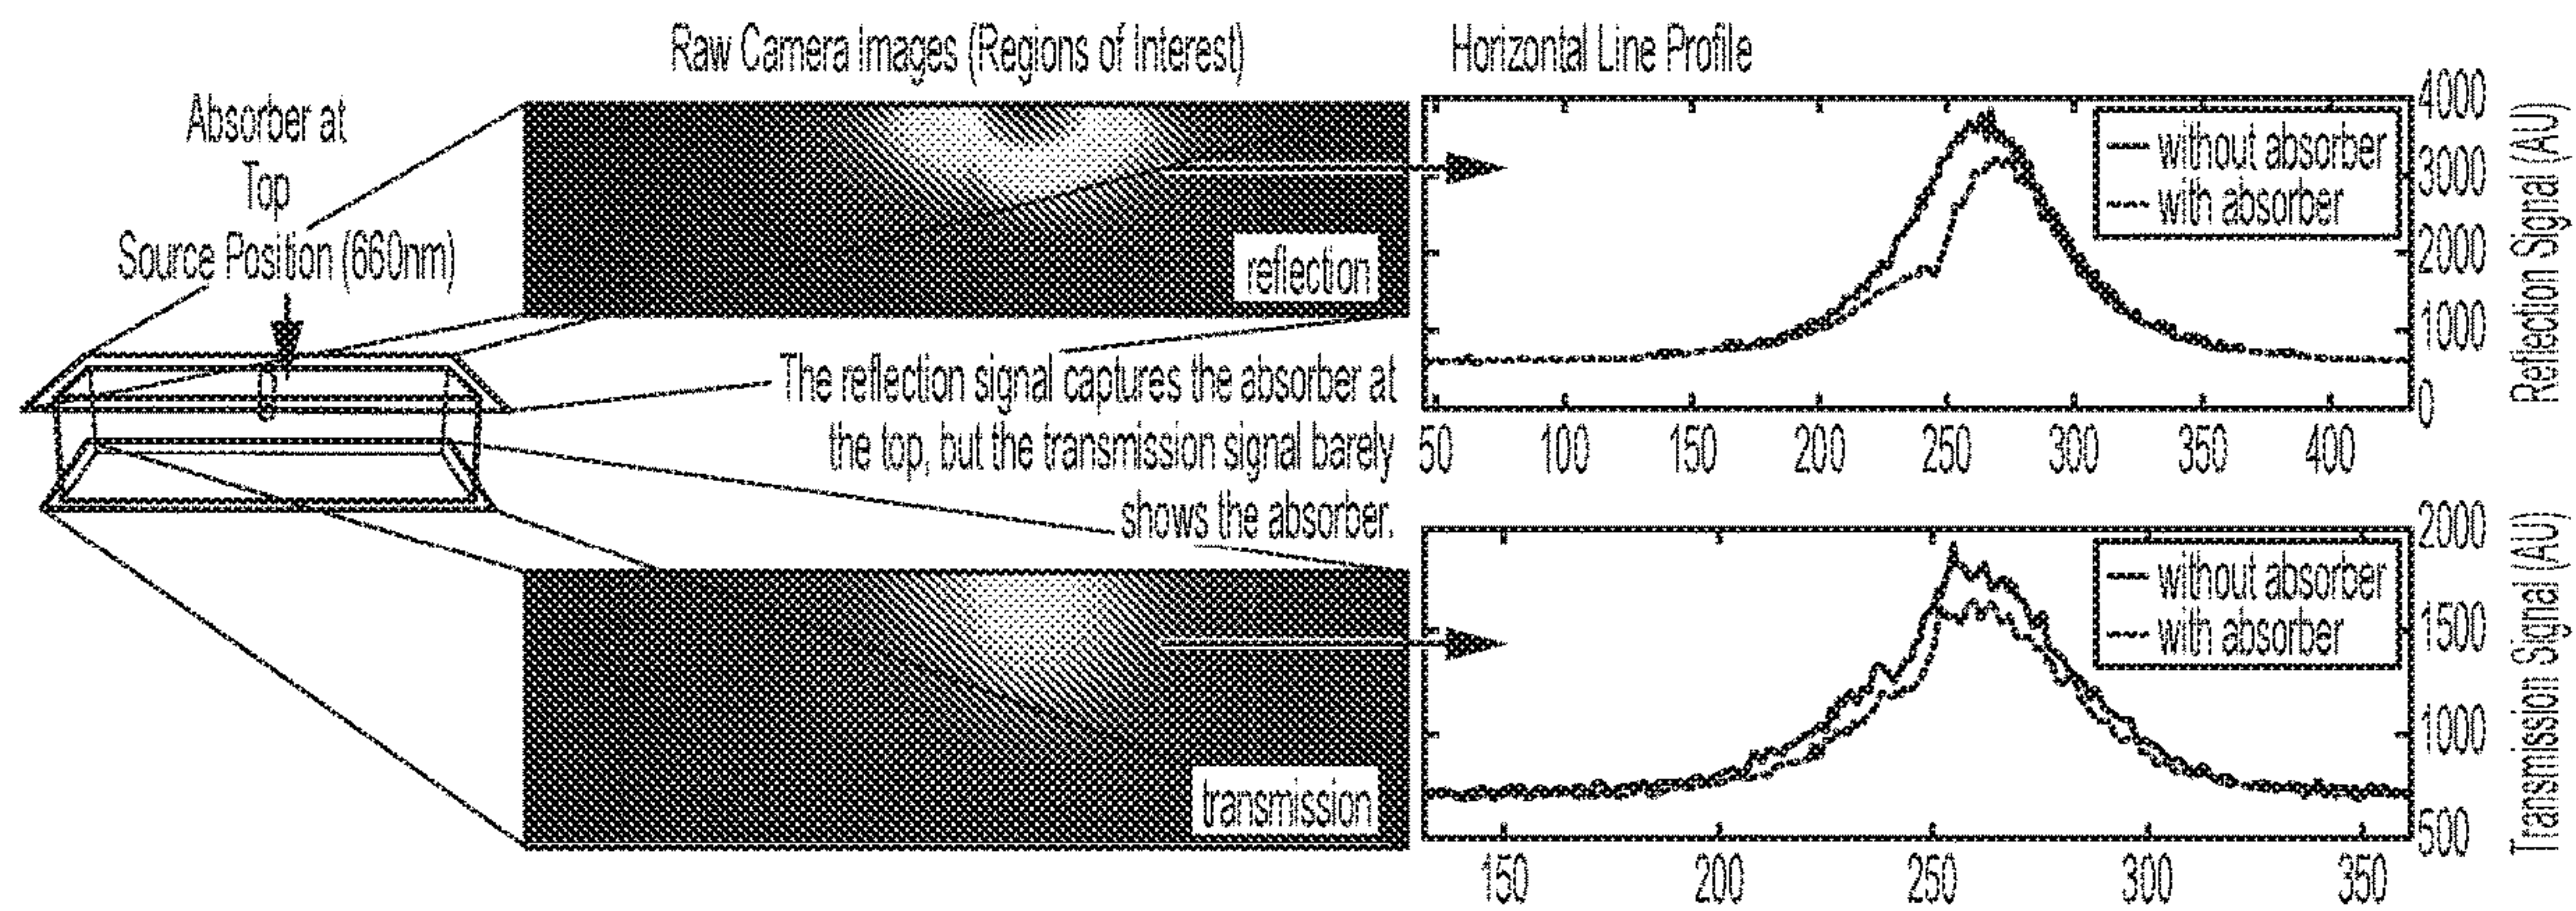 Raw Camera Images (Regions of Interest)
Horizontal Line Profile
Absorber at
Top
Source Position (660nm)
reflection
The reflection signal captures the absorber at
the top, but the transmission signal barely
shows the absorber.
transmission
without absorber
with absorber
4000
3000
2000
1000
0
Reflection Signal (AU)
50 100 150 200 250 300 350 400
without absorber
with absorber
2000
1500
1000
500
Transmission Signal (AU)
150 200 250 300 350